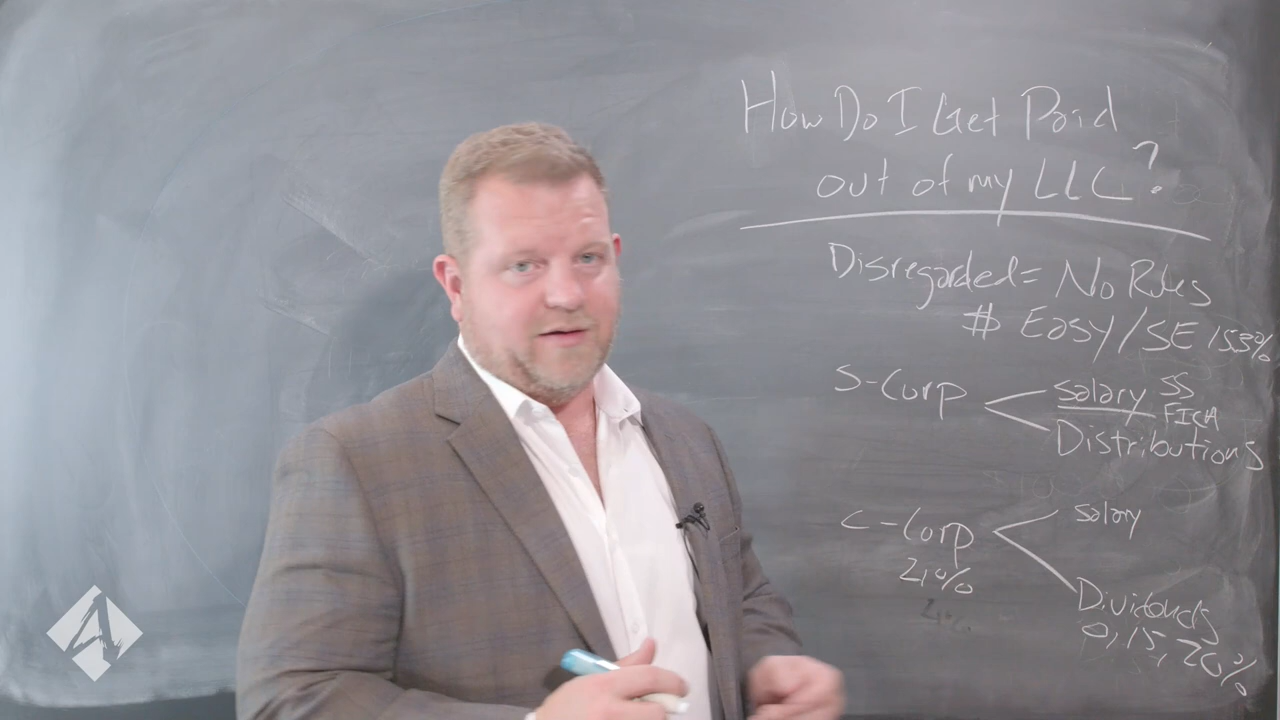 How Do I Get Paid
out of my LLC?
Disregarded = No Rules
$ Easy/SE 15.3%
S-Corp
salary SS
FICA
Distributions
C-Corp
21%
salary
Dividends
0, 15, 20%